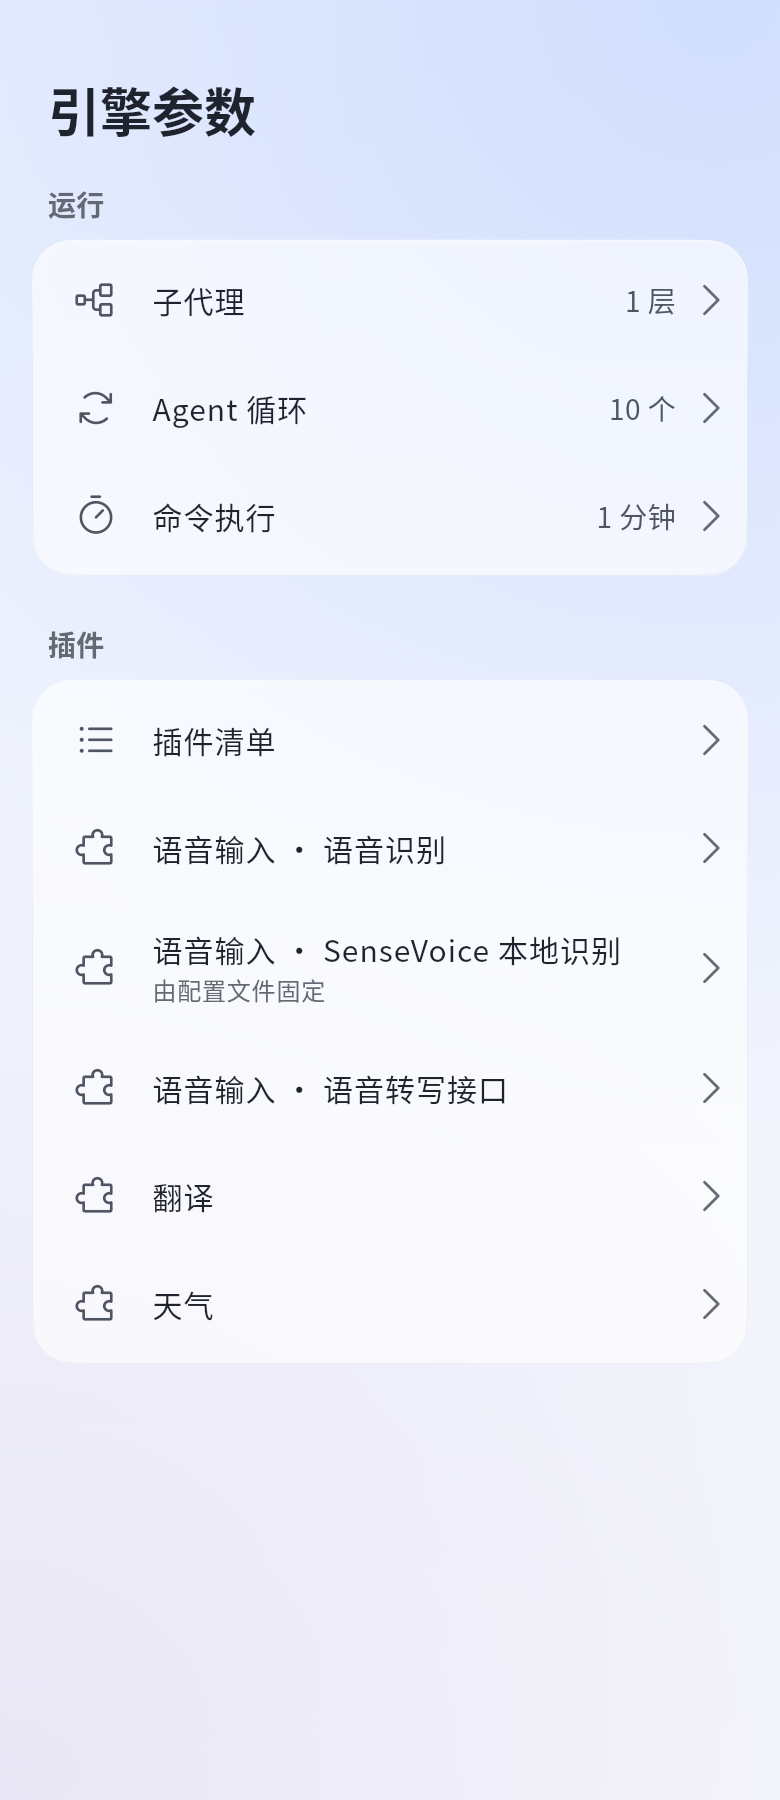 引擎参数
运行
子代理
1 层
Agent 循环
10 个
命令执行
1 分钟
插件
插件清单
语音输入 · 语音识别
语音输入 · SenseVoice 本地识别
由配置文件固定
语音输入 · 语音转写接口
翻译
天气